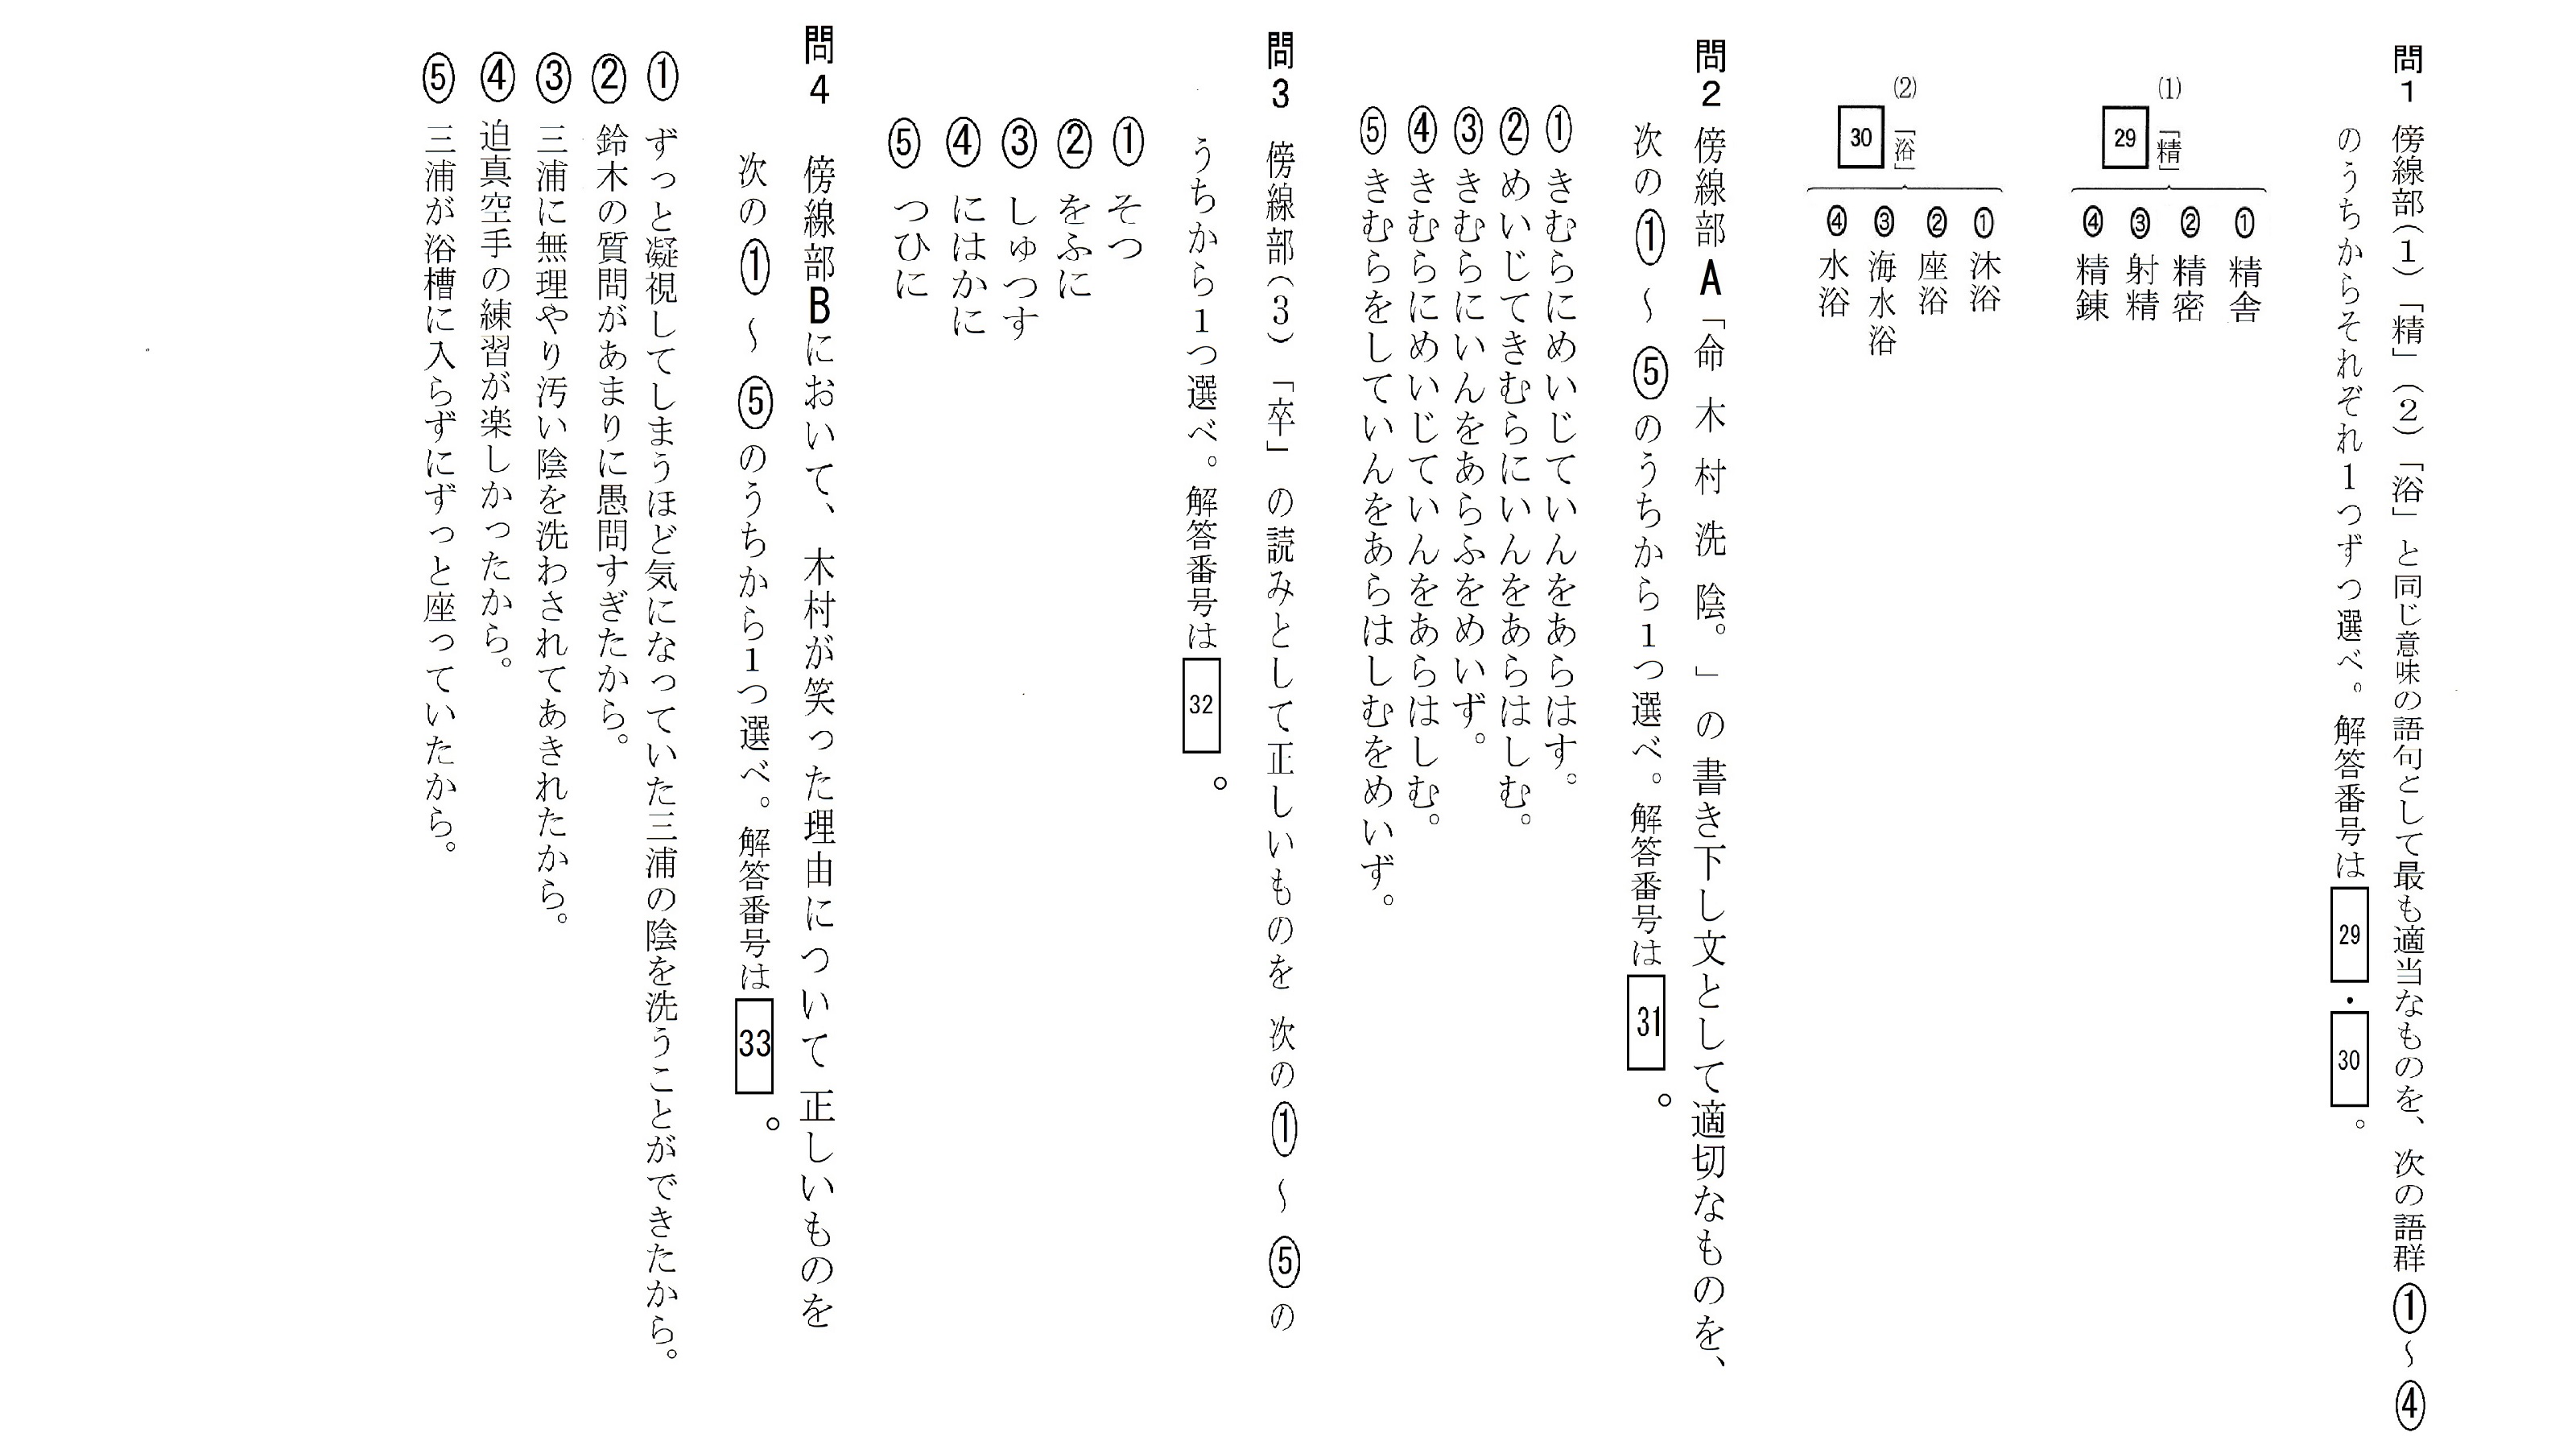 問1 傍線部(1)「精」(2)「浴」と同じ意味の語句として最も適当なものを、次の語群①～④
のうちからそれぞれ1つずつ選べ。解答番号は29・30。
(1)「精」
29
①精舎
②精密
③射精
④精錬
(2)「浴」
30
①沐浴
②座浴
③海水浴
④水浴
問2 傍線部A「命木村洗陰。」の書き下し文として適切なものを、
次の①～⑤のうちから1つ選べ。解答番号は31。
①きむらにめいじていんをあらはす。
②めいじてきむらにいんをあらはしむ。
③きむらにいんをあらふをめいず。
④きむらにめいじていんをあらはしむ。
⑤きむらをしていんをあらはしむをめいず。
問3 傍線部(3)「卒」の読みとして正しいものを次の①～⑤の
うちから1つ選べ。解答番号は32。
①そつ
②をふに
③しゅつす
④にはかに
⑤つひに
問4 傍線部Bにおいて、木村が笑った理由について正しいものを
次の①～⑤のうちから1つ選べ。解答番号は33。
①ずっと凝視してしまうほど気になっていた三浦の陰を洗うことができたから。
②鈴木の質問があまりに愚問すぎたから。
③三浦に無理やり汚い陰を洗わされてあきれたから。
④迫真空手の練習が楽しかったから。
⑤三浦が浴槽に入らずにずっと座っていたから。